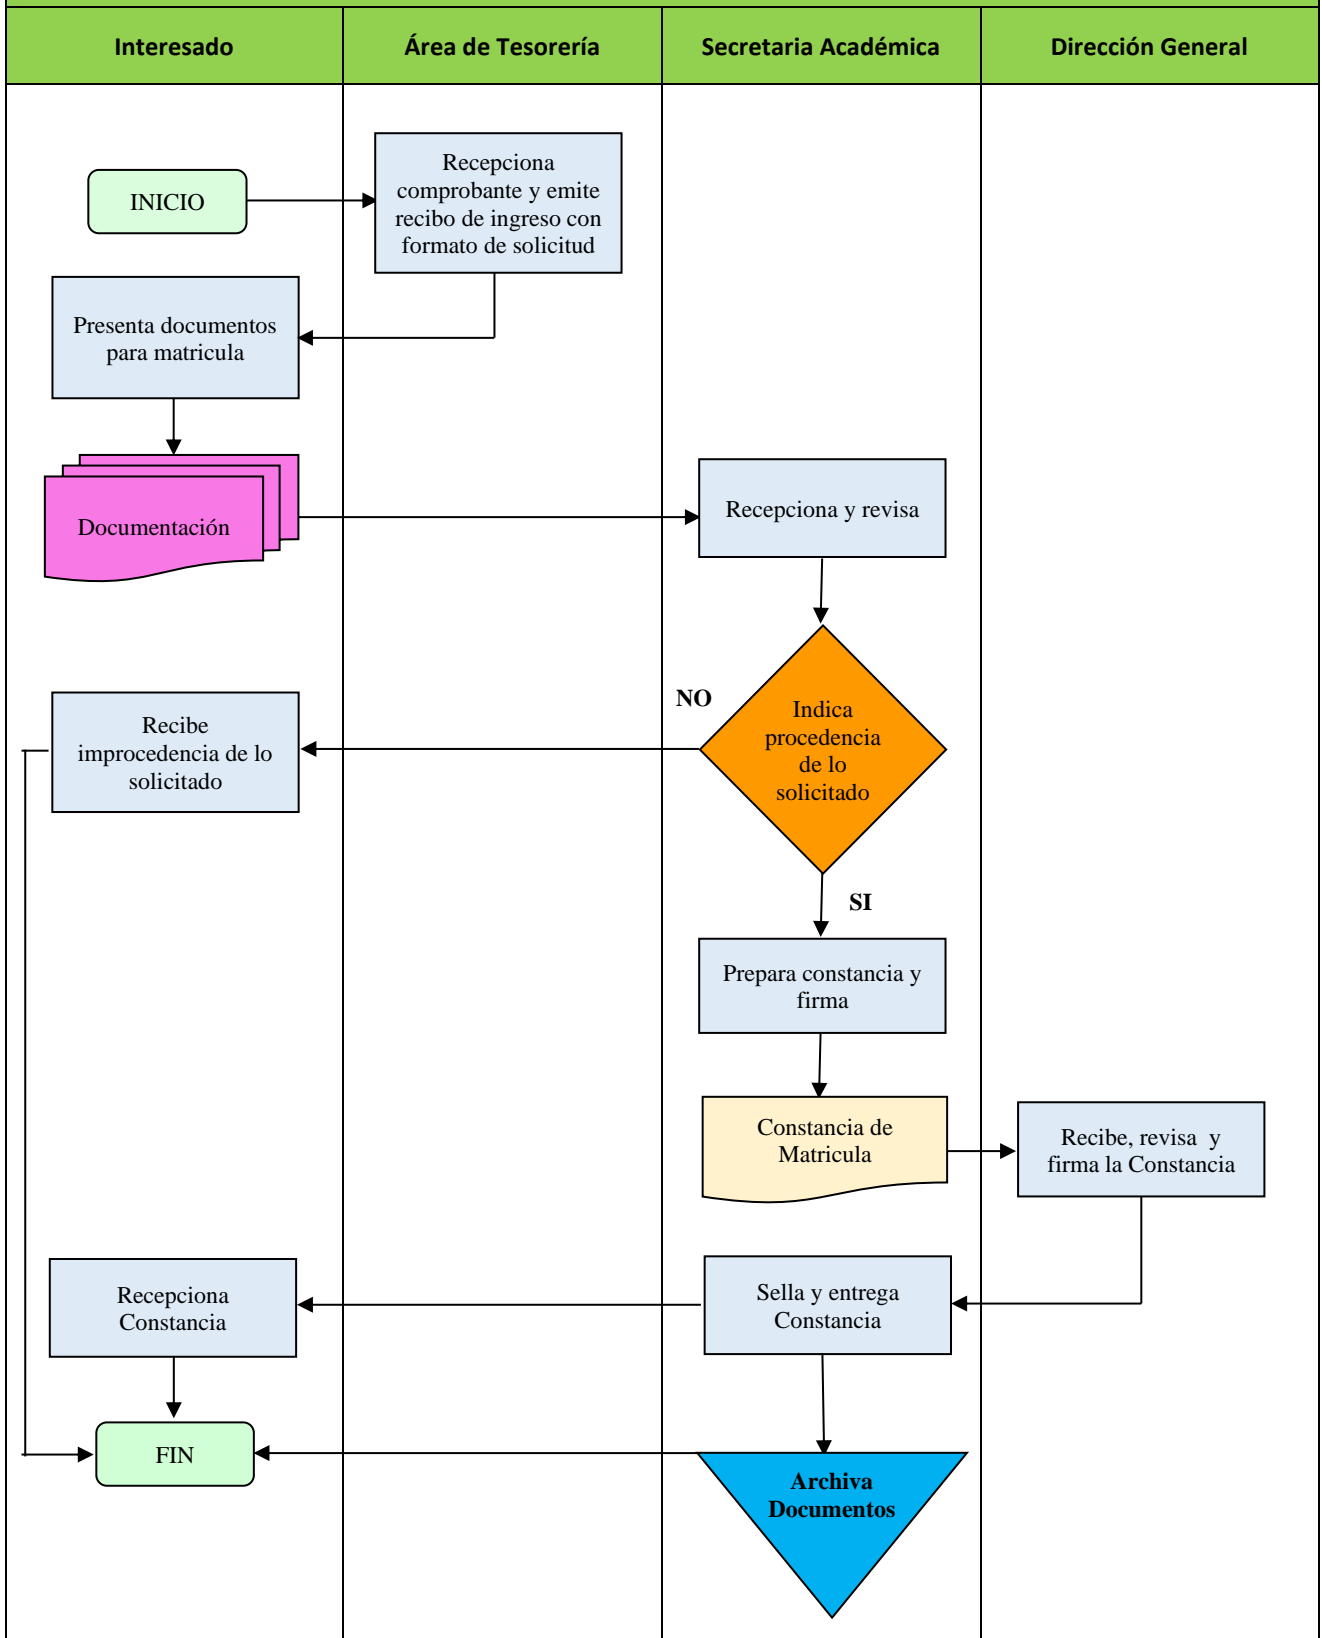 Interesado
Área de Tesorería
Secretaria Académica
Dirección General
INICIO
Recepciona
comprobante y emite
recibo de ingreso con
formato de solicitud
Presenta documentos
para matricula
Documentación
Recepciona y revisa
Indica
procedencia
de lo
solicitado
NO
Recibe
improcedencia de lo
solicitado
SI
Prepara constancia y
firma
Constancia de
Matricula
Recibe, revisa y
firma la Constancia
Sella y entrega
Constancia
Recepciona
Constancia
FIN
Archiva
Documentos